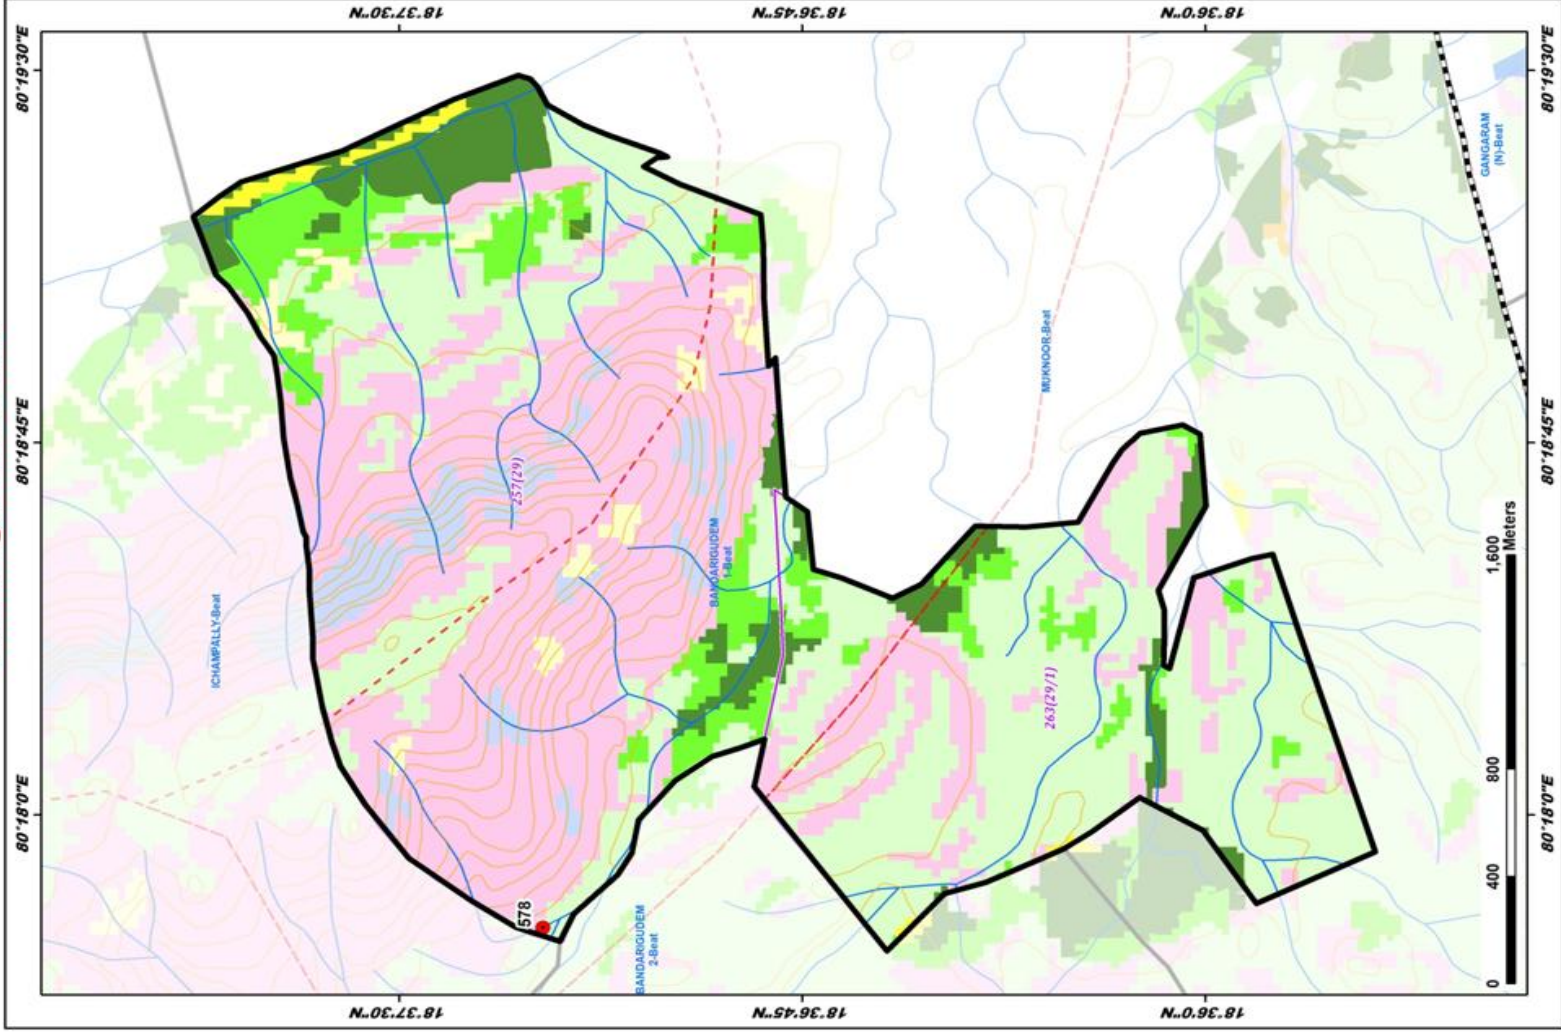 18°37'30"N
18°36'45"N
18°36'0"N
80°19'30"E
80°19'30"E
GANGARAM
(N)-Beat
MUKNOOR-Beat
80°18'45"E
80°18'45"E
257(29)
BANDARIGUDEM
1-Beat
ICHAMPALLY-Beat
263(29/1)
80°18'0"E
80°18'0"E
578
BANDARIGUDEM
2-Beat
0 400 800 1,600
Meters
18°37'30"N
18°36'45"N
18°36'0"N